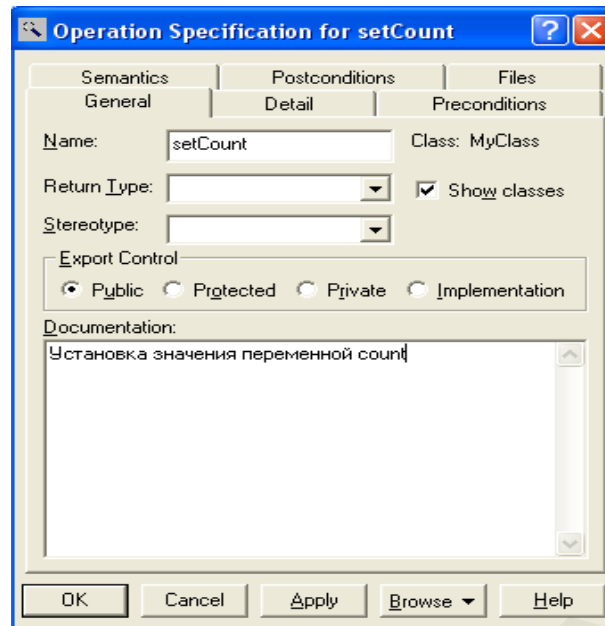 Operation Specification for setCount
Semantics Postconditions Files
General Detail Preconditions
Name: setCount Class: MyClass
Return Type: Show classes
Stereotype:
Export Control
Public Protected Private Implementation
Documentation:
Установка значения переменной count
OK Cancel Apply Browse Help